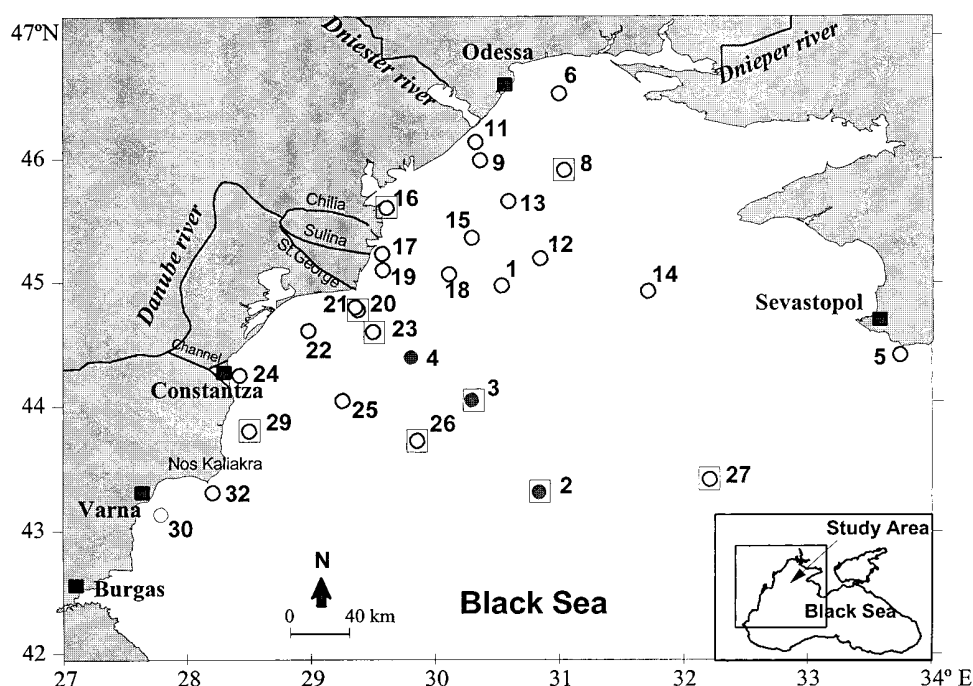 47ºN
Dniester river
Odessa
Dnieper river
6
11
46
9
8
16
Chilia
13
Sulina
15
St.George
17
12
Danube river
19
18
1
14
45
21
20
Sevastopol
23
22
4
5
Channel
24
Constantza
3
44
25
29
26
Nos Kaliakra
27
2
32
Varna
30
43
Study Area
N
Burgas
0 40 km
Black Sea
Black Sea
42
27 28 29 30 31 32 33 34º E